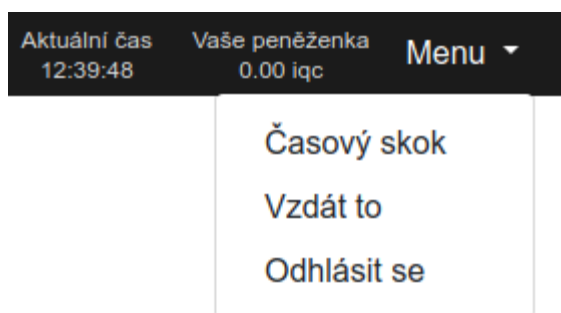 Aktuální čas
12:39:48
Vaše peněženka
0.00 iqc
Menu
Časový skok
Vzdát to
Odhlásit se